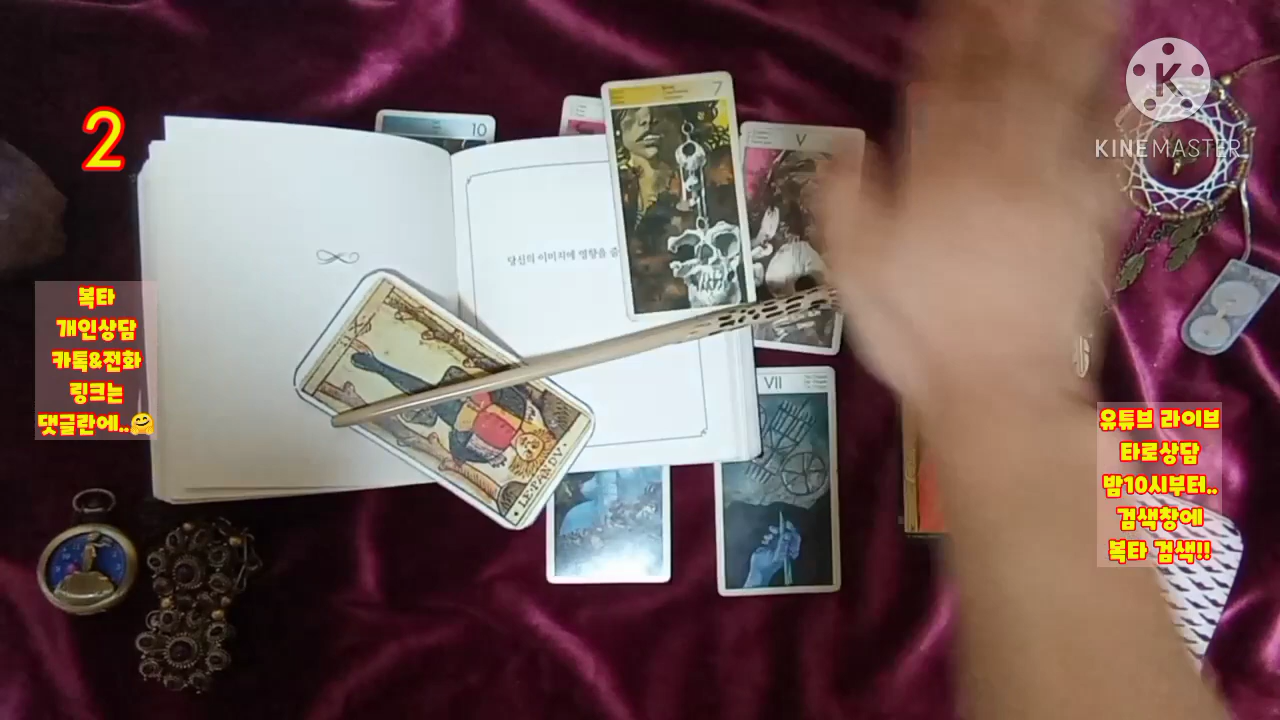 2
복타
개인상담
카톡&전화
링크는
댓글란에..🤗
KINEMASTER
유튜브 라이브
타로상담
밤10시부터..
검색창에
복타 검색!!
당신의 이미지에 영향을
10
7
V
VII
LE PANDU